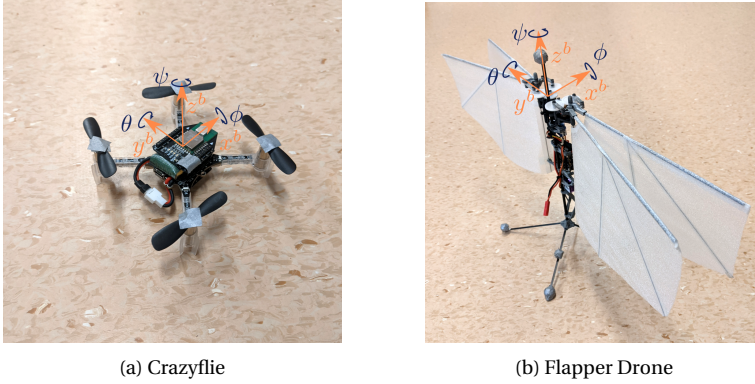 ψ
θ
ϕ
z^b
y^b
x^b
ψ
θ
ϕ
z^b
y^b
x^b
(a) Crazyflie
(b) Flapper Drone